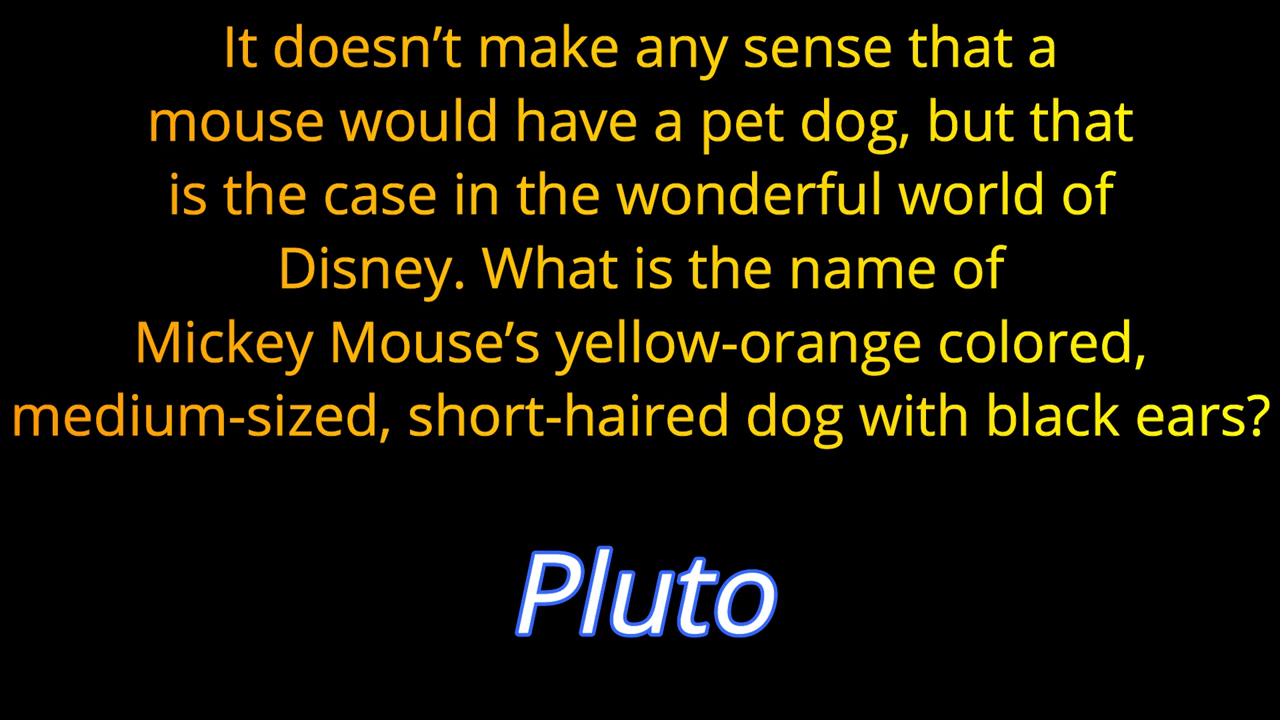 It doesn’t make any sense that a
mouse would have a pet dog, but that
is the case in the wonderful world of
Disney. What is the name of
Mickey Mouse’s yellow-orange colored,
medium-sized, short-haired dog with black ears?
Pluto